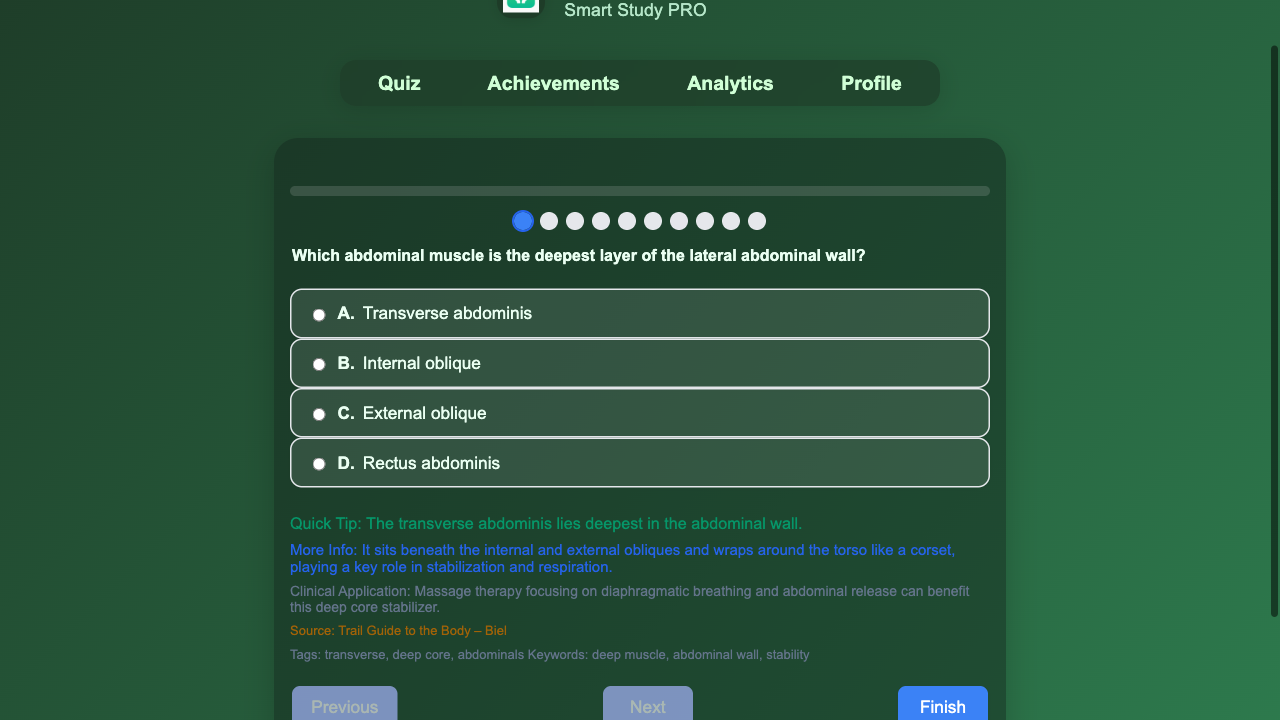 Smart Study PRO
Quiz Achievements Analytics Profile
Which abdominal muscle is the deepest layer of the lateral abdominal wall?
A. Transverse abdominis
B. Internal oblique
C. External oblique
D. Rectus abdominis
Quick Tip: The transverse abdominis lies deepest in the abdominal wall.
More Info: It sits beneath the internal and external obliques and wraps around the torso like a corset,
playing a key role in stabilization and respiration.
Clinical Application: Massage therapy focusing on diaphragmatic breathing and abdominal release can benefit
this deep core stabilizer.
Source: Trail Guide to the Body – Biel
Tags: transverse, deep core, abdominals Keywords: deep muscle, abdominal wall, stability
Previous Next Finish